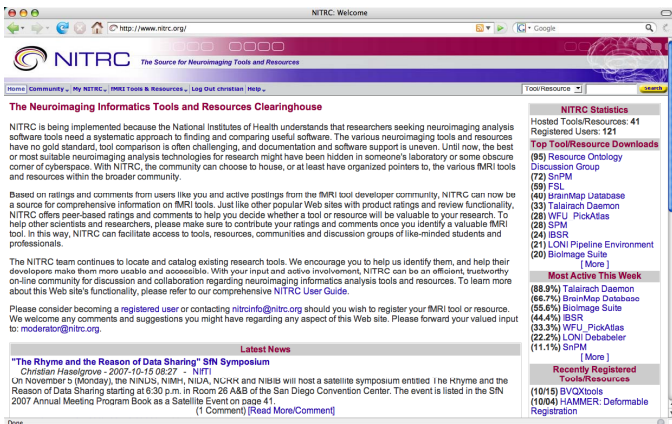 NITRC: Welcome
http://www.nitrc.org/
Google
NITRC
The Source for Neuroimaging Tools and Resources
Home Community My NITRC fMRI Tools & Resources Log Out christian Help
Tool/Resource Search
The Neuroimaging Informatics Tools and Resources Clearinghouse
NITRC is being implemented because the National Institutes of Health understands that researchers seeking neuroimaging analysis
software tools need a systematic approach to finding and comparing useful software. The various neuroimaging tools and resources
have no gold standard, tool comparison is often challenging, and documentation and software support is uneven. Until now, the best
or most suitable neuroimaging analysis technologies for research might have been hidden in someone's laboratory or some obscure
corner of cyberspace. With NITRC, the community can choose to house, or at least have organized pointers to, the various fMRI tools
and resources within the broader community.
Based on ratings and comments from users like you and active postings from the fMRI tool developer community, NITRC can now be
a source for comprehensive information on fMRI tools. Just like other popular Web sites with product ratings and review functionality,
NITRC offers peer-based ratings and comments to help you decide whether a tool or resource will be valuable to your research. To
help other scientists and researchers, please make sure to contribute your ratings and comments once you identify a valuable fMRI
tool. In this way, NITRC can facilitate access to tools, resources, communities and discussion groups of like-minded students and
professionals.
The NITRC team continues to locate and catalog existing research tools. We encourage you to help us identify them, and help their
developers make them more usable and accessible. With your input and active involvement, NITRC can be an efficient, trustworthy
on-line community for discussion and collaboration regarding neuroimaging informatics analysis tools and resources. To learn more
about this Web site's functionality, please refer to our comprehensive NITRC User Guide.
Please consider becoming a registered user or contacting nitrcinfo@nitrc.org should you wish to register your fMRI tool or resource.
We welcome any comments and suggestions you might have regarding any aspect of this Web site. Please forward your valued input
to: moderator@nitrc.org.
Latest News
"The Rhyme and the Reason of Data Sharing" SfN Symposium
Christian Haselgrove - 2007-10-15 08:27 - NIfTI
On November 5 (Monday), the NINDS, NIMH, NIDA, NCRR and NIBIB will host a satellite symposium entitled The Rhyme and the
Reason of Data Sharing starting at 6:30 p.m. in Room 26 A&B of the San Diego Convention Center. The event is listed in the SfN
2007 Annual Meeting Program Book as a Satellite Event on page 41.
(1 Comment) [Read More/Comment]
NITRC Statistics
Hosted Tools/Resources: 41
Registered Users: 121
Top Tool/Resource Downloads
(95) Resource Ontology
Discussion Group
(72) SnPM
(59) FSL
(40) BrainMap Database
(33) Talairach Daemon
(28) WFU_PickAtlas
(28) SPM
(24) IBSR
(21) LONI Pipeline Environment
(20) BioImage Suite
[ More ]
Most Active This Week
(88.9%) Talairach Daemon
(66.7%) BrainMap Database
(55.6%) BioImage Suite
(44.4%) IBSR
(33.3%) WFU_PickAtlas
(22.2%) LONI Debabeler
(11.1%) SnPM
[ More ]
Recently Registered
Tools/Resources
(10/15) BVQXtools
(10/04) HAMMER: Deformable
Registration
Done